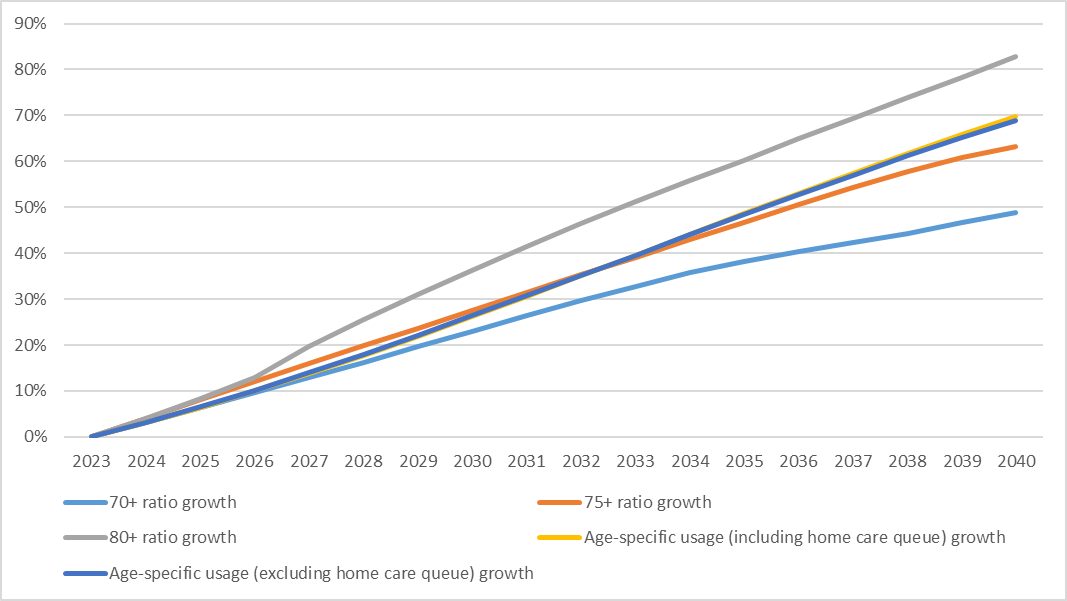 90%
80%
70%
60%
50%
40%
30%
20%
10%
0%
2023 2024 2025 2026 2027 2028 2029 2030 2031 2032 2033 2034 2035 2036 2037 2038 2039 2040
70+ ratio growth 75+ ratio growth
80+ ratio growth Age-specific usage (including home care queue) growth
Age-specific usage (excluding home care queue) growth